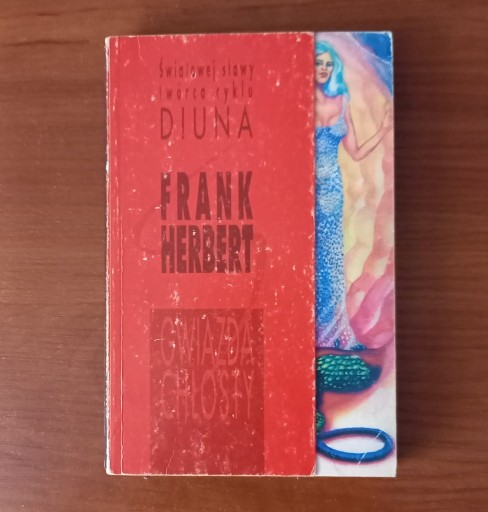 Światowej sławy
twórca cyklu
DIUNA
FRANK
HERBERT
GWIAZDA
CHŁOSTY